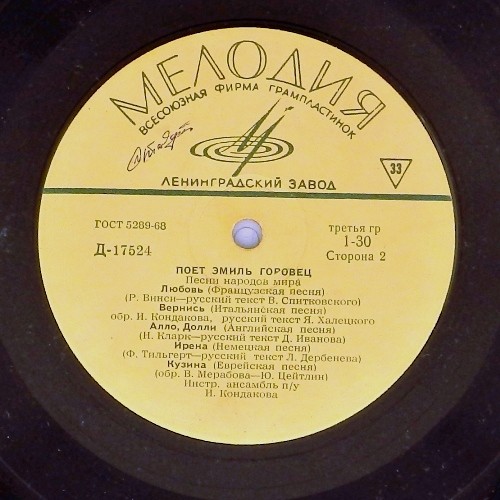 МЕЛОДИЯ
ВСЕСОЮЗНАЯ ФИРМА ГРАМПЛАСТИНОК
ЛЕНИНГРАДСКИЙ ЗАВОД
33
ГОСТ 5289-68
Д-17524
третья гр
1-30
Сторона 2
ПОЕТ ЭМИЛЬ ГОРОВЕЦ
Песни народов мира
Любовь (Французская песня)
(Р. Винси—русский текст В. Спитковского)
Вернись (Итальянская песня)
обр. Н. Кондакова, русский текст Я. Халецкого
Алло, Долли (Английская песня)
(Н. Кларк—русский текст Д. Иванова)
Ирена (Немецкая песня)
(Ф. Тильгерт—русский текст Л. Дербенева)
Кузина (Еврейская песня)
(обр. В. Мерабова—Ю. Цейтлин)
Инстр. ансамбль п/у
Н. Кондакова